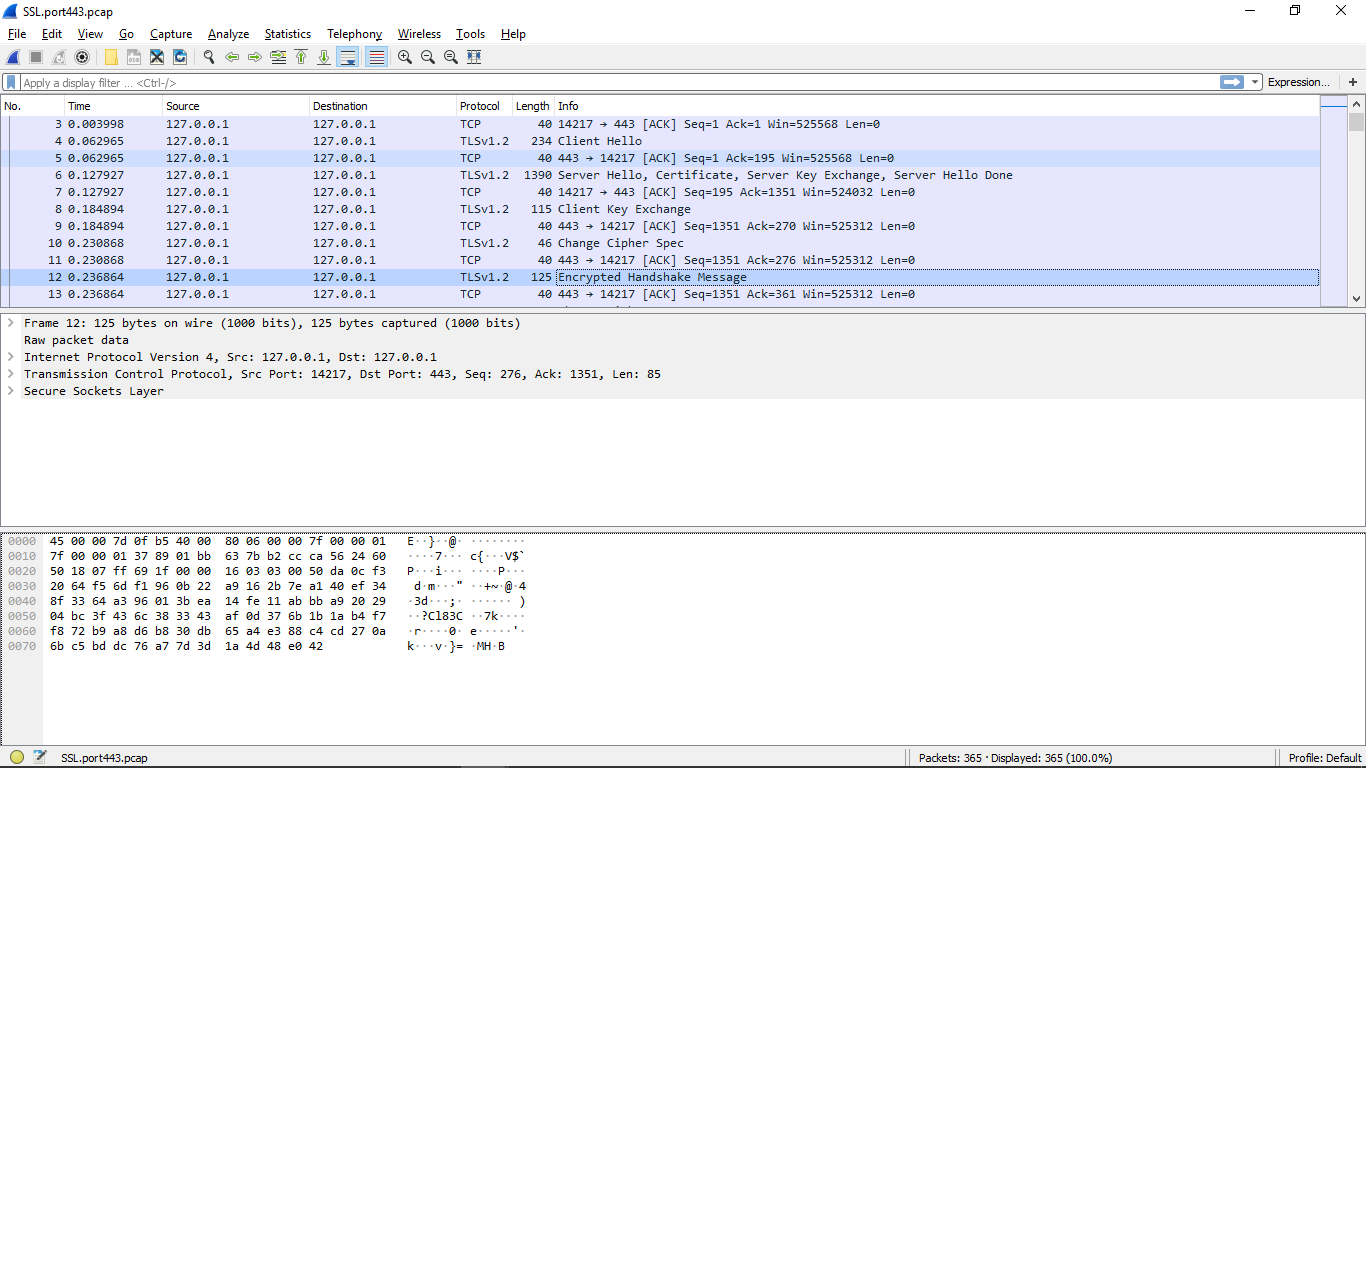 SSL.port443.pcap
File Edit View Go Capture Analyze Statistics Telephony Wireless Tools Help
Apply a display filter ... <Ctrl-/> Expression... +
No. Time Source Destination Protocol Length Info
3 0.003998 127.0.0.1 127.0.0.1 TCP 40 14217 → 443 [ACK] Seq=1 Ack=1 Win=525568 Len=0
4 0.062965 127.0.0.1 127.0.0.1 TLSv1.2 234 Client Hello
5 0.062965 127.0.0.1 127.0.0.1 TCP 40 443 → 14217 [ACK] Seq=1 Ack=195 Win=525568 Len=0
6 0.127927 127.0.0.1 127.0.0.1 TLSv1.2 1390 Server Hello, Certificate, Server Key Exchange, Server Hello Done
7 0.127927 127.0.0.1 127.0.0.1 TCP 40 14217 → 443 [ACK] Seq=195 Ack=1351 Win=524032 Len=0
8 0.184894 127.0.0.1 127.0.0.1 TLSv1.2 115 Client Key Exchange
9 0.184894 127.0.0.1 127.0.0.1 TCP 40 443 → 14217 [ACK] Seq=1351 Ack=270 Win=525312 Len=0
10 0.230868 127.0.0.1 127.0.0.1 TLSv1.2 46 Change Cipher Spec
11 0.230868 127.0.0.1 127.0.0.1 TCP 40 443 → 14217 [ACK] Seq=1351 Ack=276 Win=525312 Len=0
12 0.236864 127.0.0.1 127.0.0.1 TLSv1.2 125 Encrypted Handshake Message
13 0.236864 127.0.0.1 127.0.0.1 TCP 40 443 → 14217 [ACK] Seq=1351 Ack=361 Win=525312 Len=0
Frame 12: 125 bytes on wire (1000 bits), 125 bytes captured (1000 bits)
Raw packet data
Internet Protocol Version 4, Src: 127.0.0.1, Dst: 127.0.0.1
Transmission Control Protocol, Src Port: 14217, Dst Port: 443, Seq: 276, Ack: 1351, Len: 85
Secure Sockets Layer
0000 45 00 00 7d 0f b5 40 00 80 06 00 00 7f 00 00 01 E··}··@· ········
0010 7f 00 00 01 37 89 01 bb 63 7b b2 cc ca 56 24 60 ····7··· c{···V$`
0020 50 18 07 ff 69 1f 00 00 16 03 03 00 50 da 0c f3 P···i··· ····P···
0030 20 64 f5 6d f1 96 0b 22 a9 16 2b 7e a1 40 ef 34 d·m···" ··+~·@·4
0040 8f 33 64 a3 96 01 3b ea 14 fe 11 ab bb a9 20 29 ·3d···;· ······ )
0050 04 bc 3f 43 6c 38 33 43 af 0d 37 6b 1b 1a b4 f7 ··?Cl83C ··7k····
0060 f8 72 b9 a8 d6 b8 30 db 65 a4 e3 88 c4 cd 27 0a ·r····0· e·····'·
0070 6b c5 bd dc 76 a7 7d 3d 1a 4d 48 e0 42 k···v·}= ·MH·B
SSL.port443.pcap Packets: 365 · Displayed: 365 (100.0%) Profile: Default